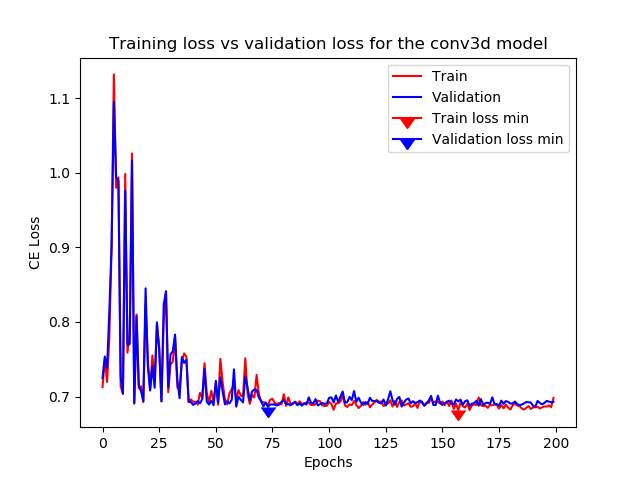 Training loss vs validation loss for the conv3d model
Train
Validation
Train loss min
Validation loss min
CE Loss
1.1
1.0
0.9
0.8
0.7
0 25 50 75 100 125 150 175 200
Epochs